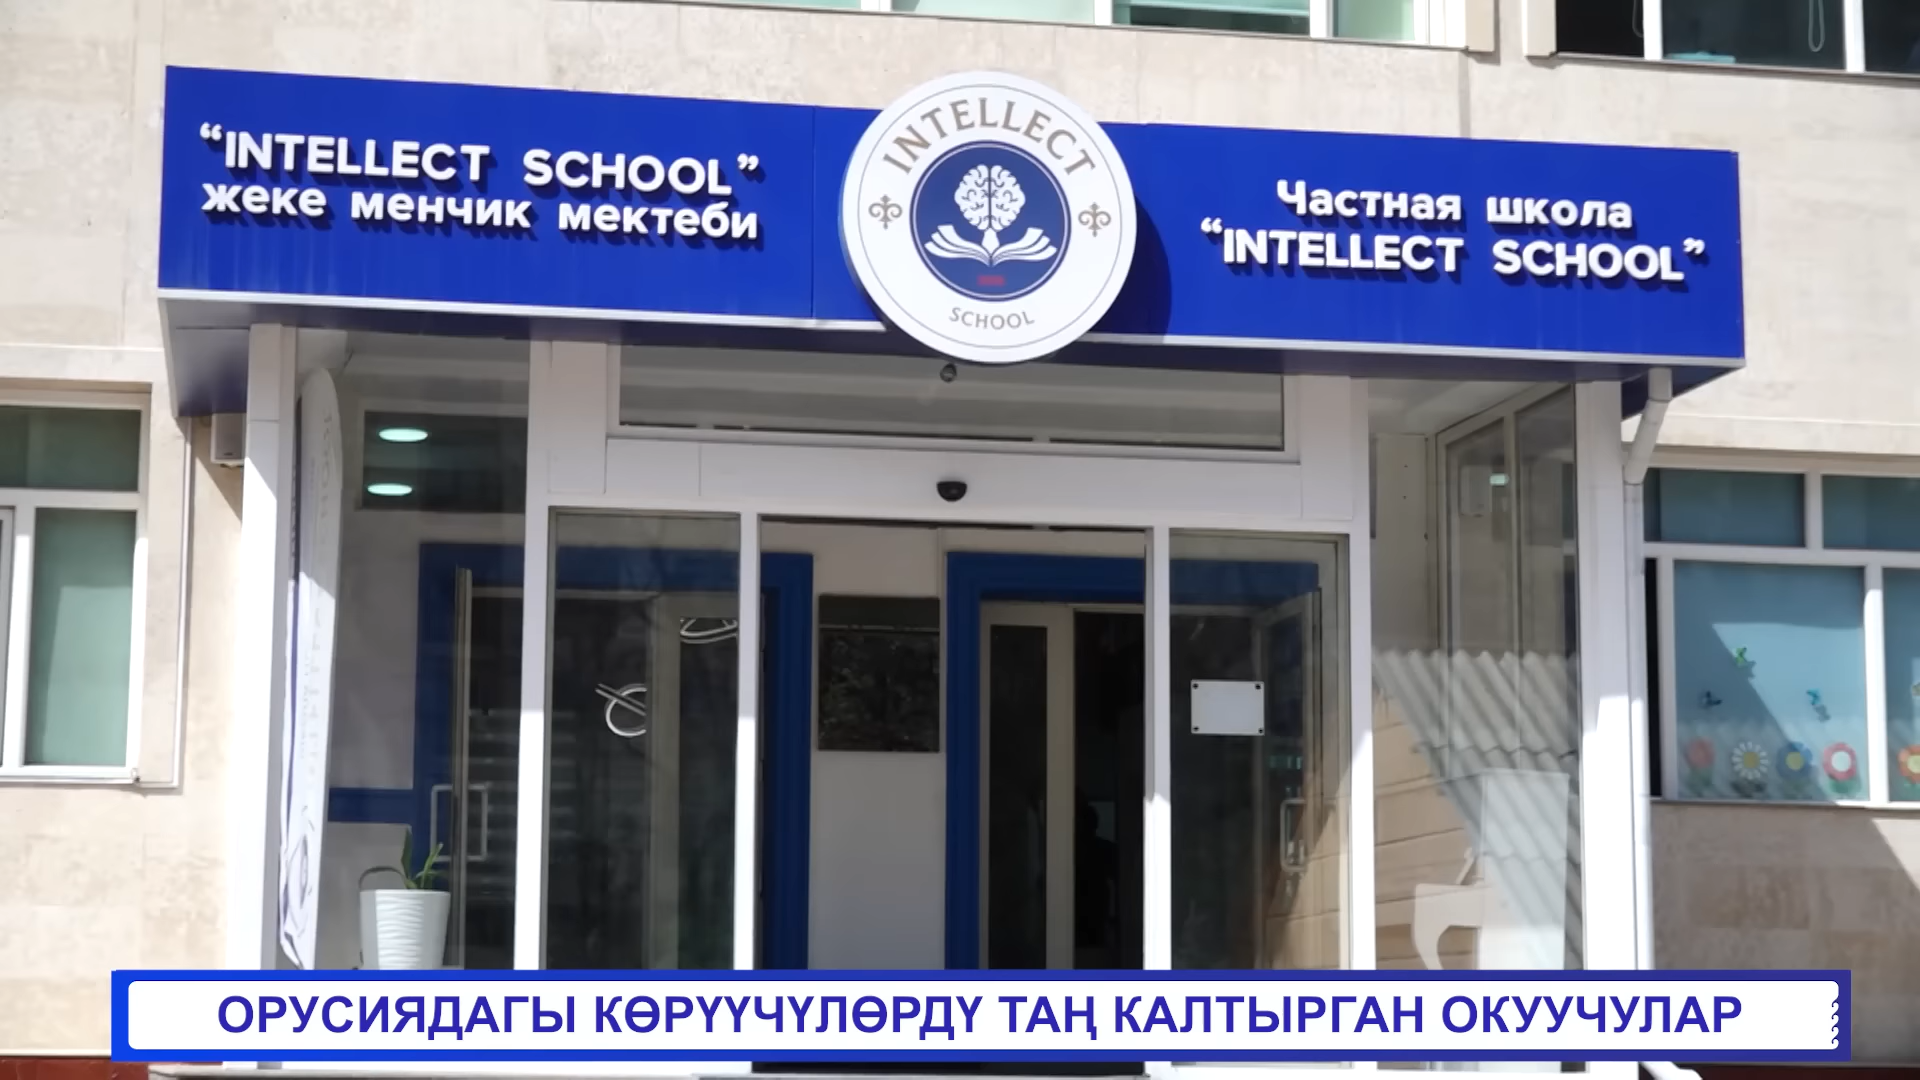 “INTELLECT SCHOOL”
жеке менчик мектеби
INTELLECT
SCHOOL
Частная школа
“INTELLECT SCHOOL”
ОРУСИЯДАГЫ КӨРҮҮЧҮЛӨРДҮ ТАҢ КАЛТЫРГАН ОКУУЧУЛАР